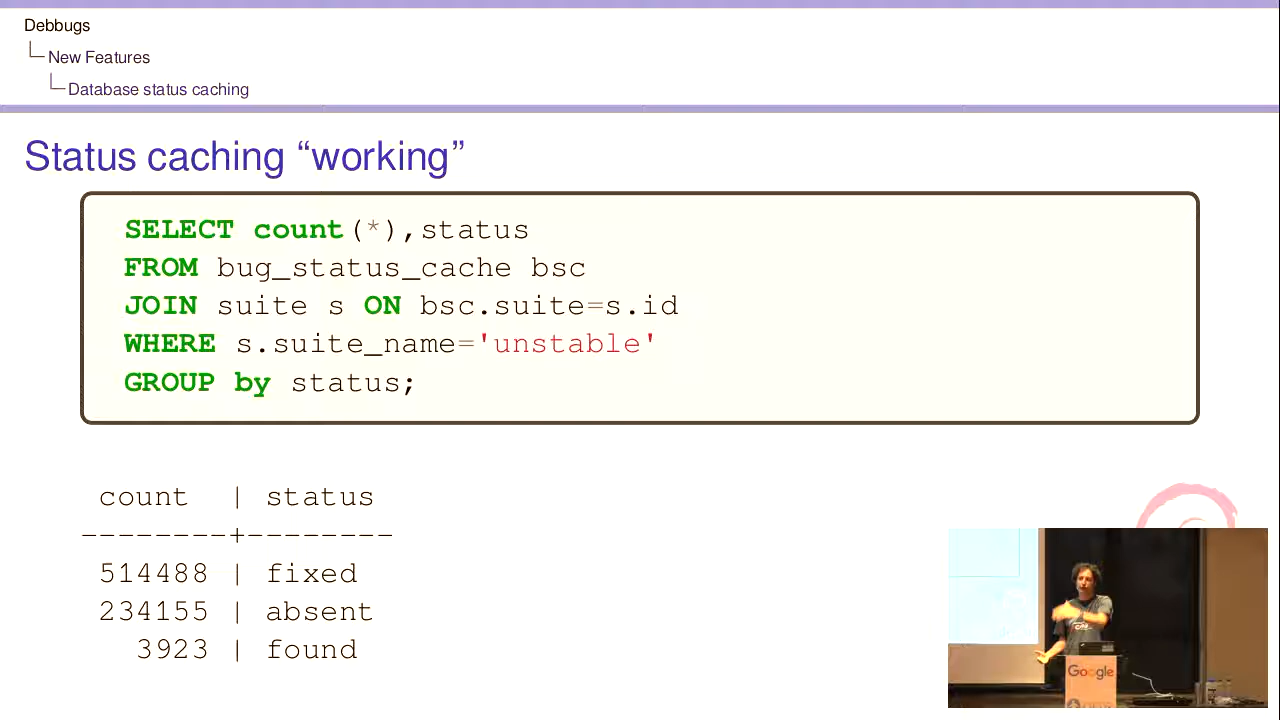 Debbugs
New Features
Database status caching
Status caching “working”
SELECT count(*),status
FROM bug_status_cache bsc
JOIN suite s ON bsc.suite=s.id
WHERE s.suite_name='unstable'
GROUP by status;
count | status
--------+--------
514488 | fixed
234155 | absent
3923 | found
Google